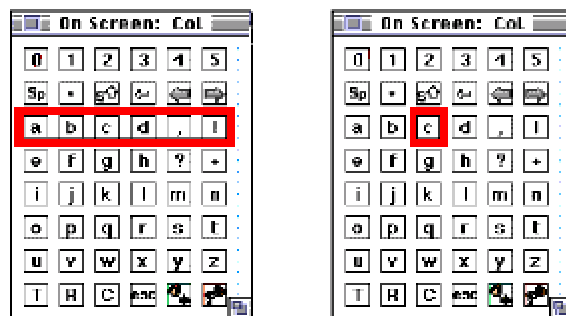 On Screen: CoL
0 1 2 3 4 5
Sp .
a b c d , !
e f g h ?
i j k l m n
o p q r s t
u v w x y z
T R C esc
On Screen: CoL
0 1 2 3 4 5
Sp .
a b c d , !
e f g h ?
i j k l m n
o p q r s t
u v w x y z
T R C esc